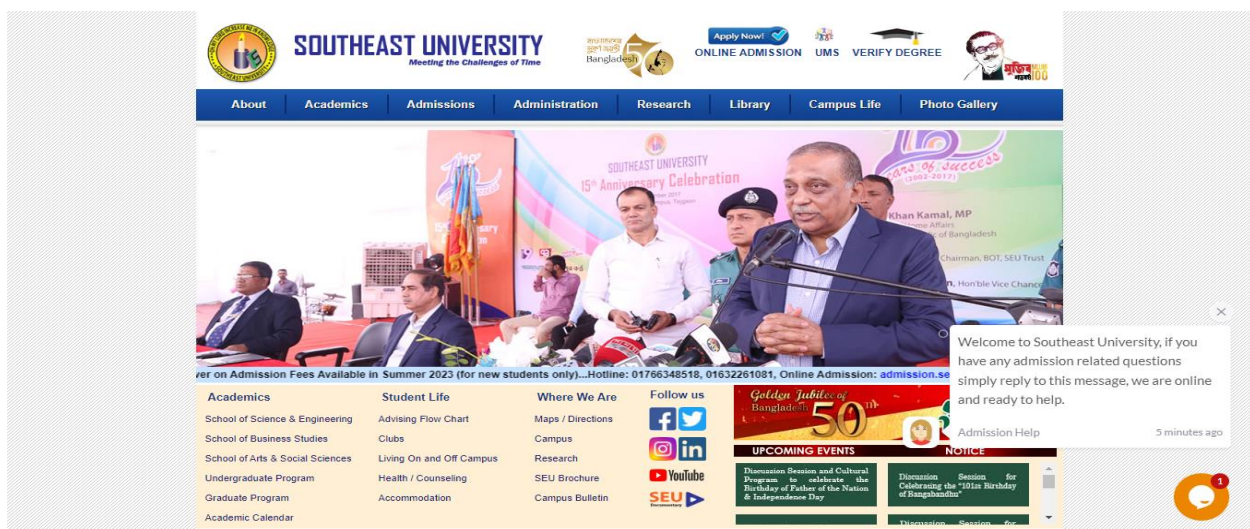 SOUTHEAST UNIVERSITY
Meeting the Challenges of Time
Bangladesh
Apply Now!
ONLINE ADMISSION
UMS
VERIFY DEGREE
100
About
Academics
Admissions
Administration
Research
Library
Campus Life
Photo Gallery
SOUTHEAST UNIVERSITY
15th Anniversary Celebration
years of success
(2002-2017)
Khan Kamal, MP
of Bangladesh
Chairman, BOT, SEU Trust
Hon'ble Vice
ver on Admission Fees Available in Summer 2023 (for new students only)...Hotline: 01766348518, 01632261081, Online Admission: admission.se
Academics
School of Science & Engineering
School of Business Studies
School of Arts & Social Sciences
Undergraduate Program
Graduate Program
Academic Calendar
Student Life
Advising Flow Chart
Clubs
Living On and Off Campus
Health / Counseling
Accommodation
Where We Are
Maps / Directions
Campus
Research
SEU Brochure
Campus Bulletin
Follow us
YouTube
SEU
Documentary
Golden Jubilee of
Bangladesh 50TH
UPCOMING EVENTS
Discussion Session and Cultural
Program to celebrate the
Birthday of Father of the Nation
& Independence Day
NOTICE
Discussion Session for
Celebrating the "101st Birthday
of Bangabandhu"
Discussion Session for
Welcome to Southeast University, if you
have any admission related questions
simply reply to this message, we are online
and ready to help.
Admission Help
5 minutes ago
1